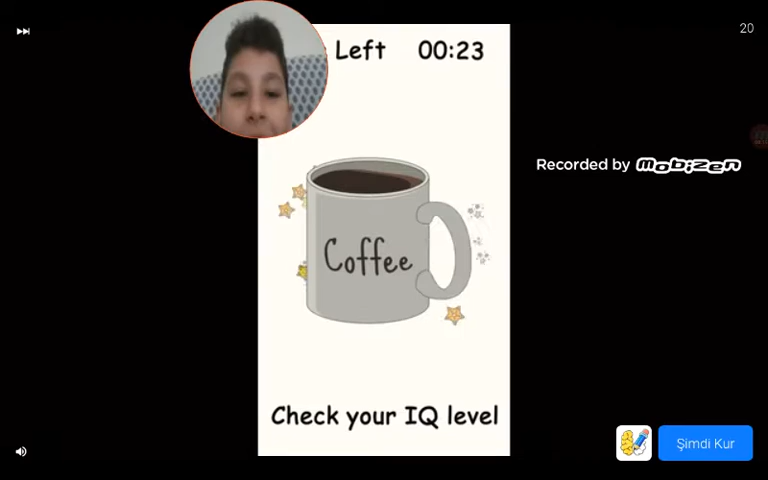 20
Left 00:23
Recorded by mobizen
Coffee
Check your IQ level
Şimdi Kur